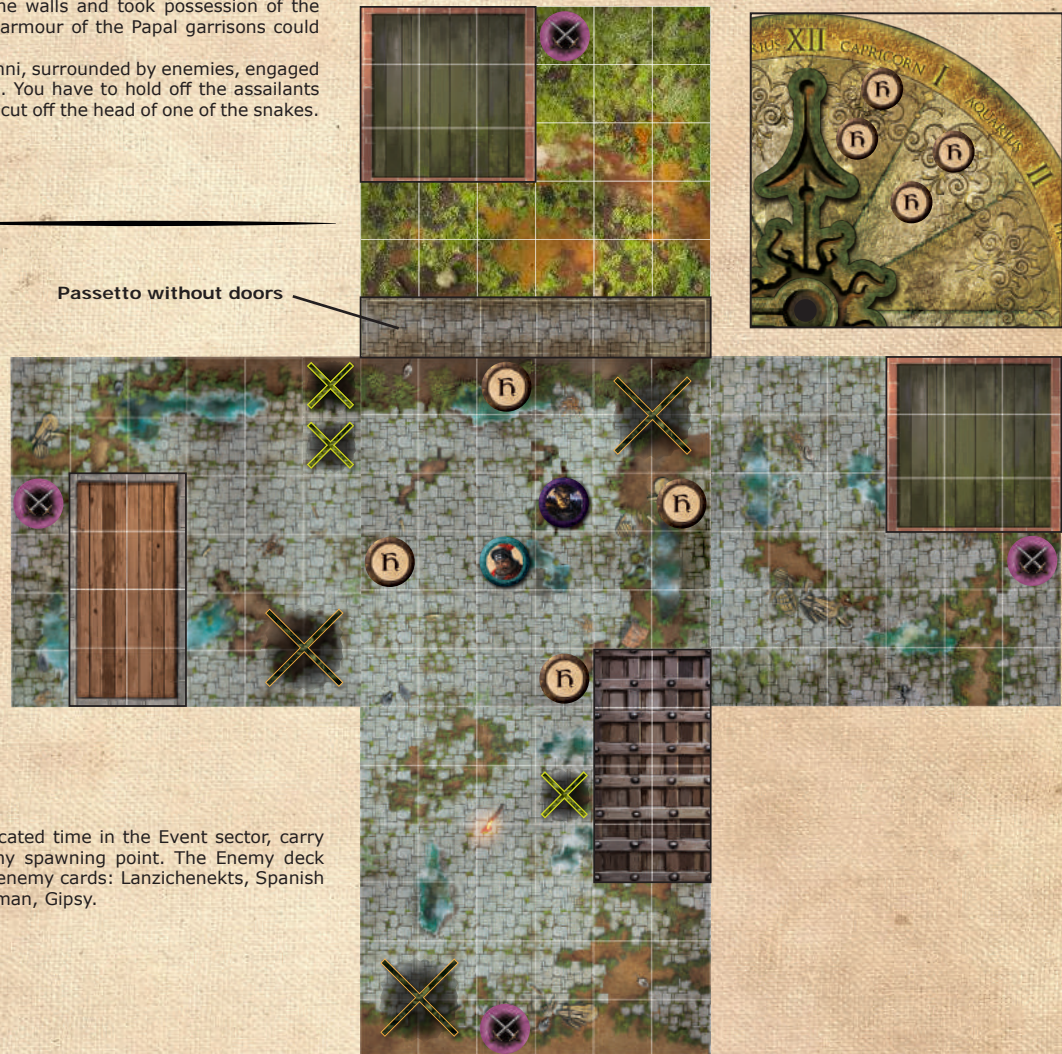 ne walls and took possession of the
armour of the Papal garrisons could
nni, surrounded by enemies, engaged
. You have to hold off the assailants
cut off the head of one of the snakes.
XII CAPRICORN I AQUARIUS II
Passetto without doors
cated time in the Event sector, carry
ny spawning point. The Enemy deck
enemy cards: Lanzichenekts, Spanish
man, Gipsy.